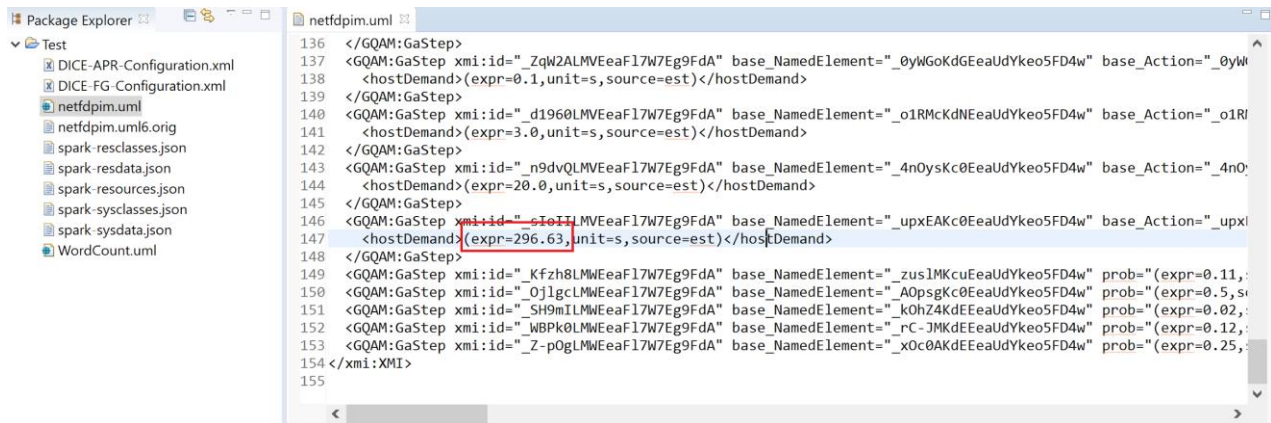 Package Explorer
Test
DICE-APR-Configuration.xml
DICE-FG-Configuration.xml
netfdpim.uml
netfdpim.uml6.orig
spark-resclasses.json
spark-resdata.json
spark-resources.json
spark-sysclasses.json
spark-sysdata.json
WordCount.uml
netfdpim.uml
136 </GQAM:GaStep>
137 <GQAM:GaStep xmi:id="_ZqW2ALMVEeaFl7W7Eg9FdA" base_NamedElement="_0yWGoKdGEeaUdYkeo5FD4w" base_Action="_0yW
138 <hostDemand>(expr=0.1,unit=s,source=est)</hostDemand>
139 </GQAM:GaStep>
140 <GQAM:GaStep xmi:id="_d1960LMVEeaFl7W7Eg9FdA" base_NamedElement="_o1RMcKdNEeaUdYkeo5FD4w" base_Action="_o1R
141 <hostDemand>(expr=3.0,unit=s,source=est)</hostDemand>
142 </GQAM:GaStep>
143 <GQAM:GaStep xmi:id="_n9dvQLMVEeaFl7W7Eg9FdA" base_NamedElement="_4nOysKc0EeaUdYkeo5FD4w" base_Action="_4nO
144 <hostDemand>(expr=20.0,unit=s,source=est)</hostDemand>
145 </GQAM:GaStep>
146 <GQAM:GaStep xmi:id="_sIoIILMVEeaFl7W7Eg9FdA" base_NamedElement="_upxEAKc0EeaUdYkeo5FD4w" base_Action="_upx
147 <hostDemand>(expr=296.63,unit=s,source=est)</hostDemand>
148 </GQAM:GaStep>
149 <GQAM:GaStep xmi:id="_Kfzh8LMWEeaFl7W7Eg9FdA" base_NamedElement="_zuslMKcuEeaUdYkeo5FD4w" prob="(expr=0.11,
150 <GQAM:GaStep xmi:id="_OjlgcLMWEeaFl7W7Eg9FdA" base_NamedElement="_AOpsgKc0EeaUdYkeo5FD4w" prob="(expr=0.5,s
151 <GQAM:GaStep xmi:id="_SH9mILMWEeaFl7W7Eg9FdA" base_NamedElement="_kOhZ4KdEEeaUdYkeo5FD4w" prob="(expr=0.02,
152 <GQAM:GaStep xmi:id="_WBPk0LMWEeaFl7W7Eg9FdA" base_NamedElement="_rC-JMKdEEeaUdYkeo5FD4w" prob="(expr=0.12,
153 <GQAM:GaStep xmi:id="_Z-pOgLMWEeaFl7W7Eg9FdA" base_NamedElement="_xOc0AKdEEeaUdYkeo5FD4w" prob="(expr=0.25,
154 </xmi:XMI>
155